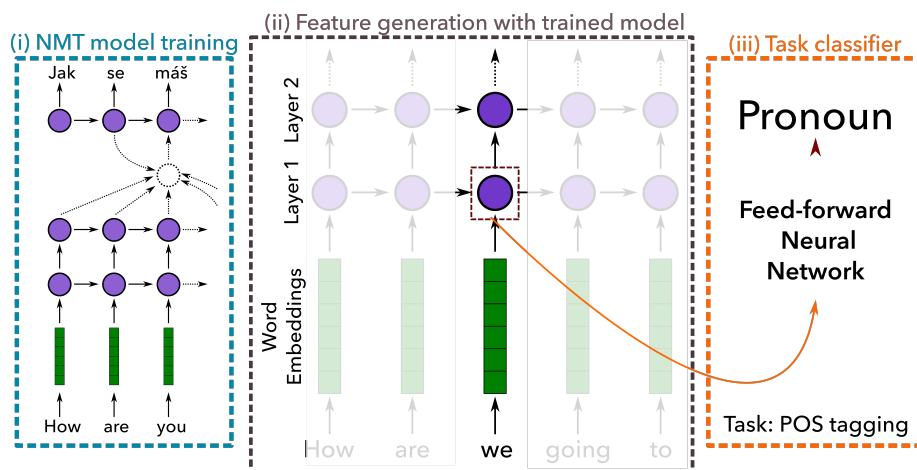 (i) NMT model training
Jak se máš
How are you
(ii) Feature generation with trained model
Layer 2
Layer 1
Word
Embeddings
How are we going to
(iii) Task classifier
Pronoun
Feed-forward
Neural
Network
Task: POS tagging